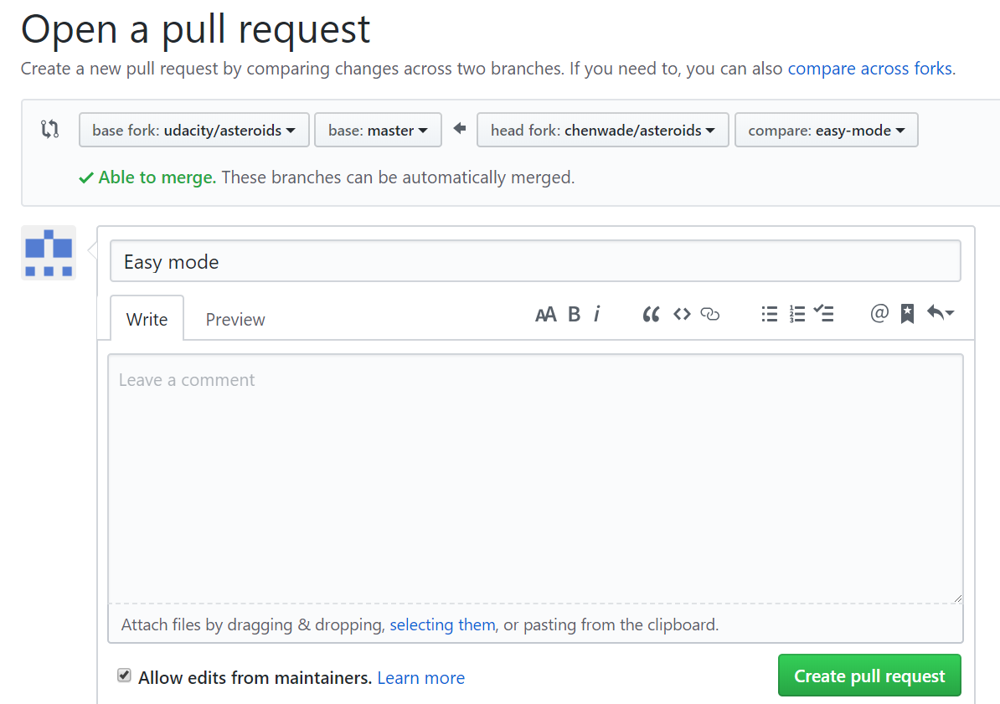 Open a pull request
Create a new pull request by comparing changes across two branches. If you need to, you can also compare across forks.
base fork: udacity/asteroids base: master head fork: chenwade/asteroids compare: easy-mode
Able to merge. These branches can be automatically merged.
Easy mode
Write Preview AA B i “ <> @
Leave a comment
Attach files by dragging & dropping, selecting them, or pasting from the clipboard.
Allow edits from maintainers. Learn more Create pull request